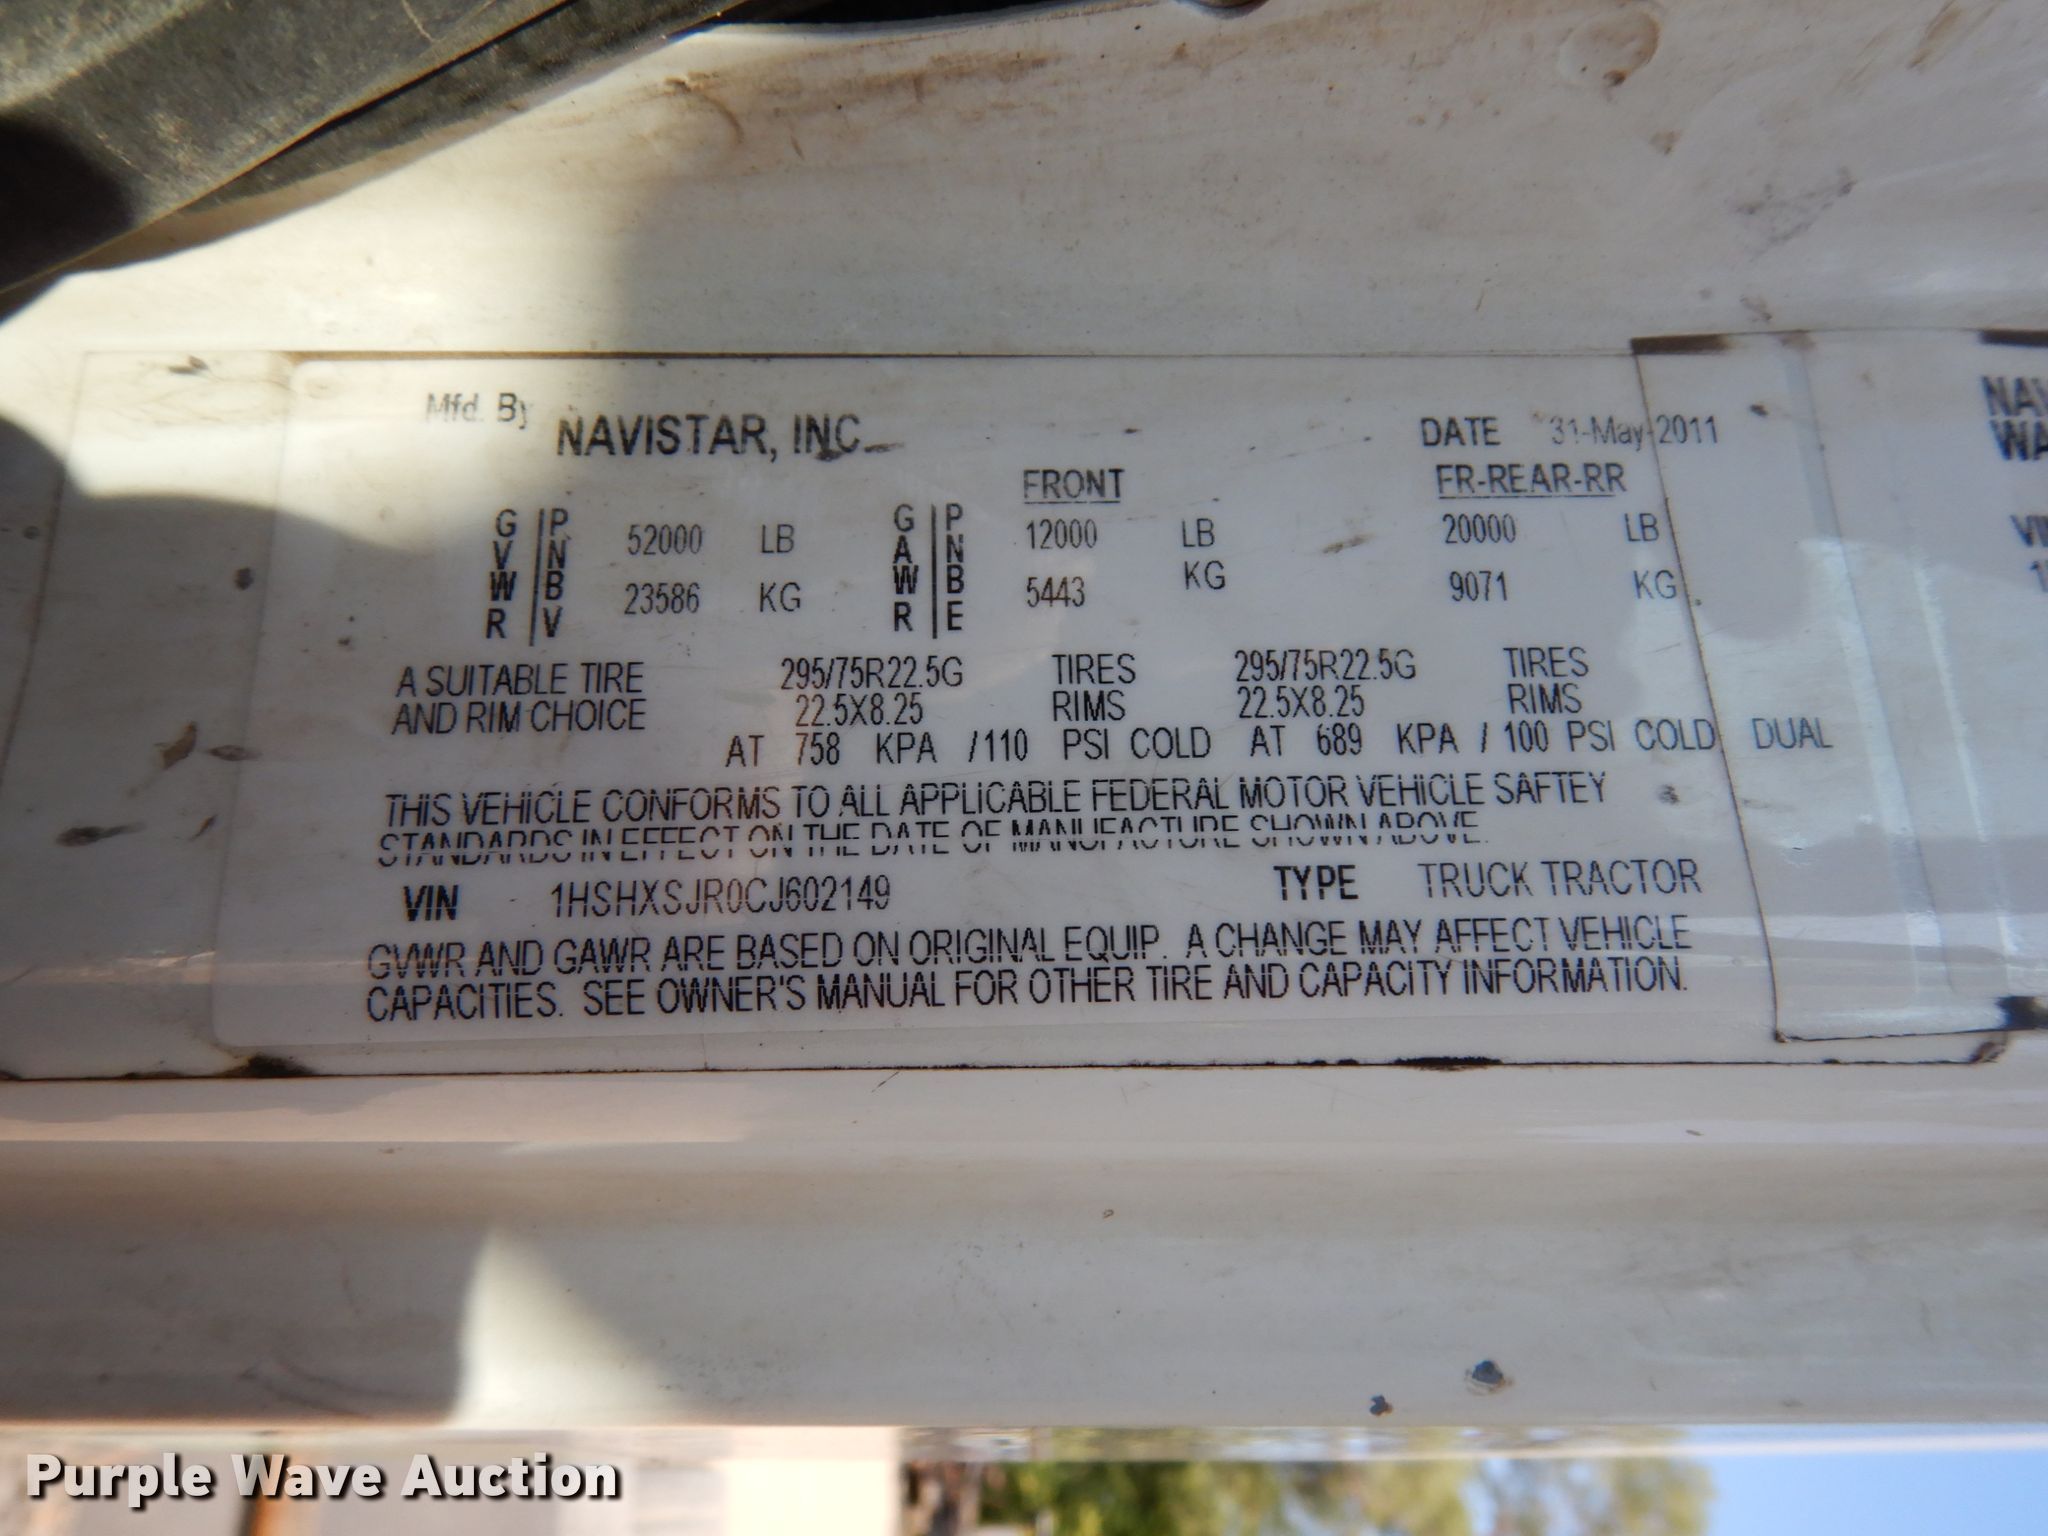 Mfd. By NAVISTAR, INC. DATE 31-May-2011
FRONT FR-REAR-RR
GVWR PNBV 52000 LB GAWR PNBE 12000 LB 20000 LB
23586 KG 5443 KG 9071 KG
A SUITABLE TIRE 295/75R22.5G TIRES 295/75R22.5G TIRES
AND RIM CHOICE 22.5X8.25 RIMS 22.5X8.25 RIMS
AT 758 KPA /110 PSI COLD AT 689 KPA / 100 PSI COLD DUAL
THIS VEHICLE CONFORMS TO ALL APPLICABLE FEDERAL MOTOR VEHICLE SAFTEY
STANDARDS IN EFFECT ON THE DATE OF MANUFACTURE SHOWN ABOVE.
VIN 1HSHXSJR0CJ602149 TYPE TRUCK TRACTOR
GVWR AND GAWR ARE BASED ON ORIGINAL EQUIP. A CHANGE MAY AFFECT VEHICLE
CAPACITIES. SEE OWNER'S MANUAL FOR OTHER TIRE AND CAPACITY INFORMATION.
Purple Wave Auction